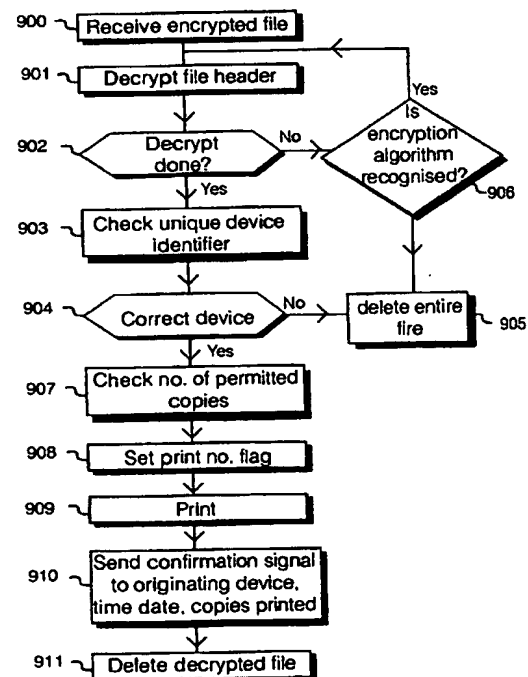 900 Receive encrypted file
901 Decrypt file header
Yes
Is
encryption
algorithm
recognised?
906
902 Decrypt
done?
No
Yes
903 Check unique device
identifier
904 Correct device
No
delete entire
fire
905
Yes
907 Check no. of permitted
copies
908 Set print no. flag
909 Print
910 Send confirmation signal
to originating device,
time date, copies printed
911 Delete decrypted file